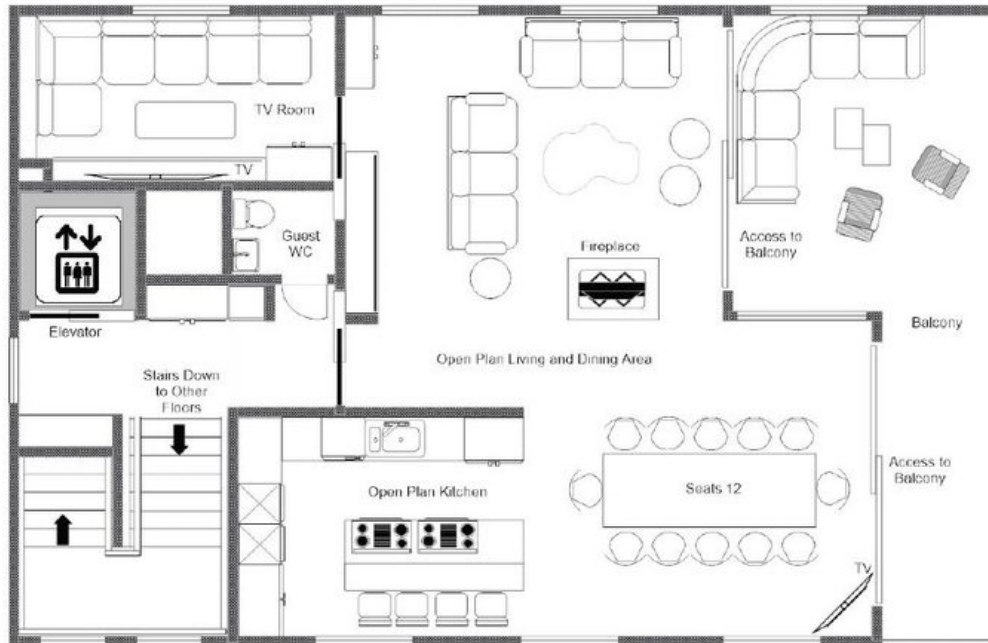 TV Room
TV
Guest
WC
Fireplace
Access to
Balcony
Elevator
Balcony
Open Plan Living and Dining Area
Stairs Down
to Other
Floors
Open Plan Kitchen
Seats 12
Access to
Balcony
TV